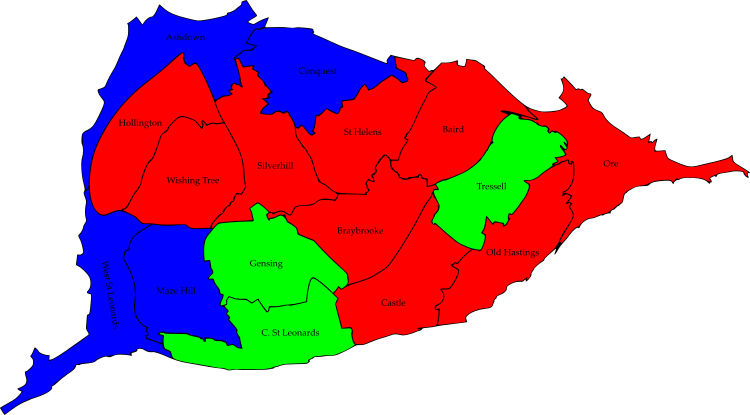 Ashdown
Conquest
Hollington
St Helens
Baird
Ore
Silverhill
Wishing Tree
Tressell
Braybrooke
Old Hastings
Gensing
West St Leonards
Maze Hill
Castle
C. St Leonards